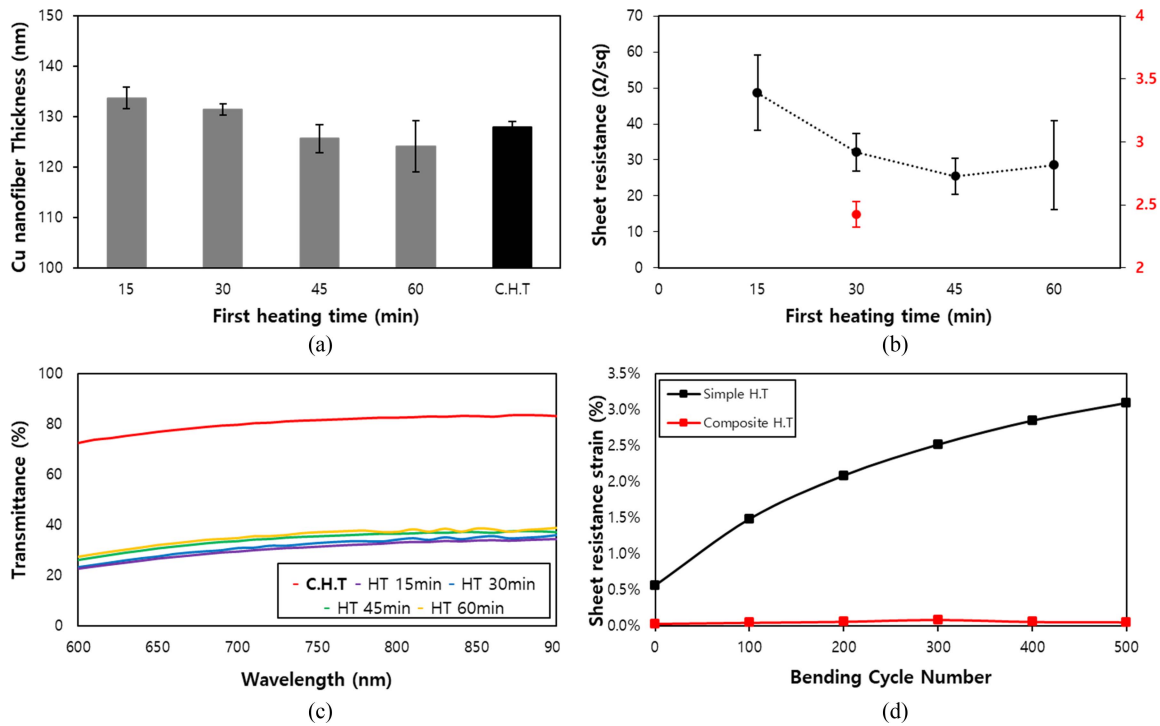 150
140
130
120
110
100
Cu nanofiber Thickness (nm)
15 30 45 60 C.H.T
First heating time (min)
(a)
70
60
50
40
30
20
10
0
Sheet resistance (Ω/sq)
4
3.5
3
2.5
2
0 15 30 45 60
First heating time (min)
(b)
100
80
60
40
20
0
Transmittance (%)
C.H.T HT 15min HT 30min
HT 45min HT 60min
600 650 700 750 800 850 90
Wavelength (nm)
(c)
3.5%
3.0%
2.5%
2.0%
1.5%
1.0%
0.5%
0.0%
Sheet resistance strain (%)
Simple H.T
Composite H.T
0 100 200 300 400 500
Bending Cycle Number
(d)